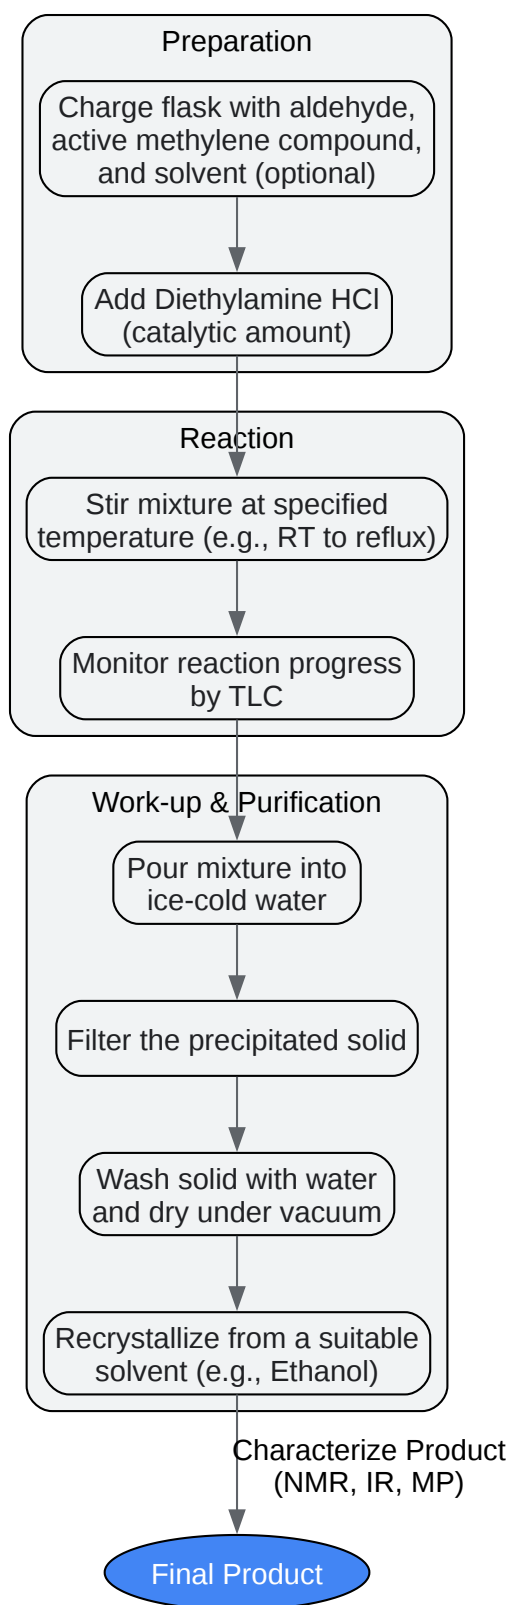 Preparation
Charge flask with aldehyde,
active methylene compound,
and solvent (optional)
Add Diethylamine HCl
(catalytic amount)
Reaction
Stir mixture at specified
temperature (e.g., RT to reflux)
Monitor reaction progress
by TLC
Work-up & Purification
Pour mixture into
ice-cold water
Filter the precipitated solid
Wash solid with water
and dry under vacuum
Recrystallize from a suitable
solvent (e.g., Ethanol)
Characterize Product
(NMR, IR, MP)
Final Product